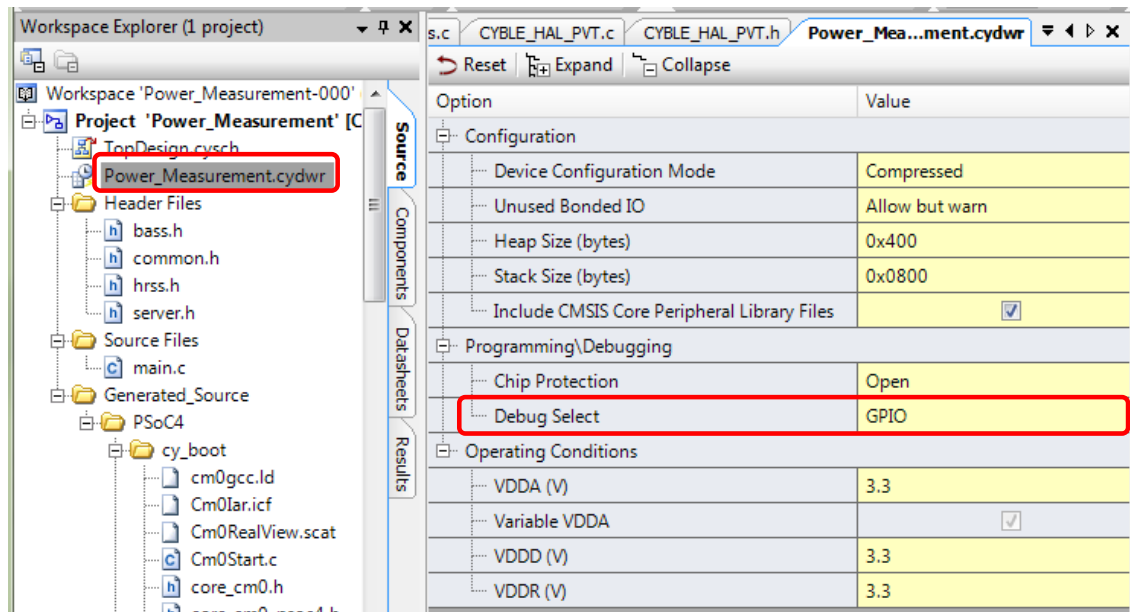 Workspace Explorer (1 project)
Workspace 'Power_Measurement-000'
Project 'Power_Measurement' [C
TopDesign.cysch
Power_Measurement.cydwr
Header Files
bass.h
common.h
hrss.h
server.h
Source Files
main.c
Generated_Source
PSoC4
cy_boot
cm0gcc.ld
Cm0Iar.icf
Cm0RealView.scat
Cm0Start.c
core_cm0.h
core_cm0_psoc4.h
Source
Components
Datasheets
Results
s.c CYBLE_HAL_PVT.c CYBLE_HAL_PVT.h Power_Mea...ment.cydwr
Reset Expand Collapse
Option Value
Configuration
Device Configuration Mode Compressed
Unused Bonded IO Allow but warn
Heap Size (bytes) 0x400
Stack Size (bytes) 0x0800
Include CMSIS Core Peripheral Library Files
Programming\Debugging
Chip Protection Open
Debug Select GPIO
Operating Conditions
VDDA (V) 3.3
Variable VDDA
VDDD (V) 3.3
VDDR (V) 3.3